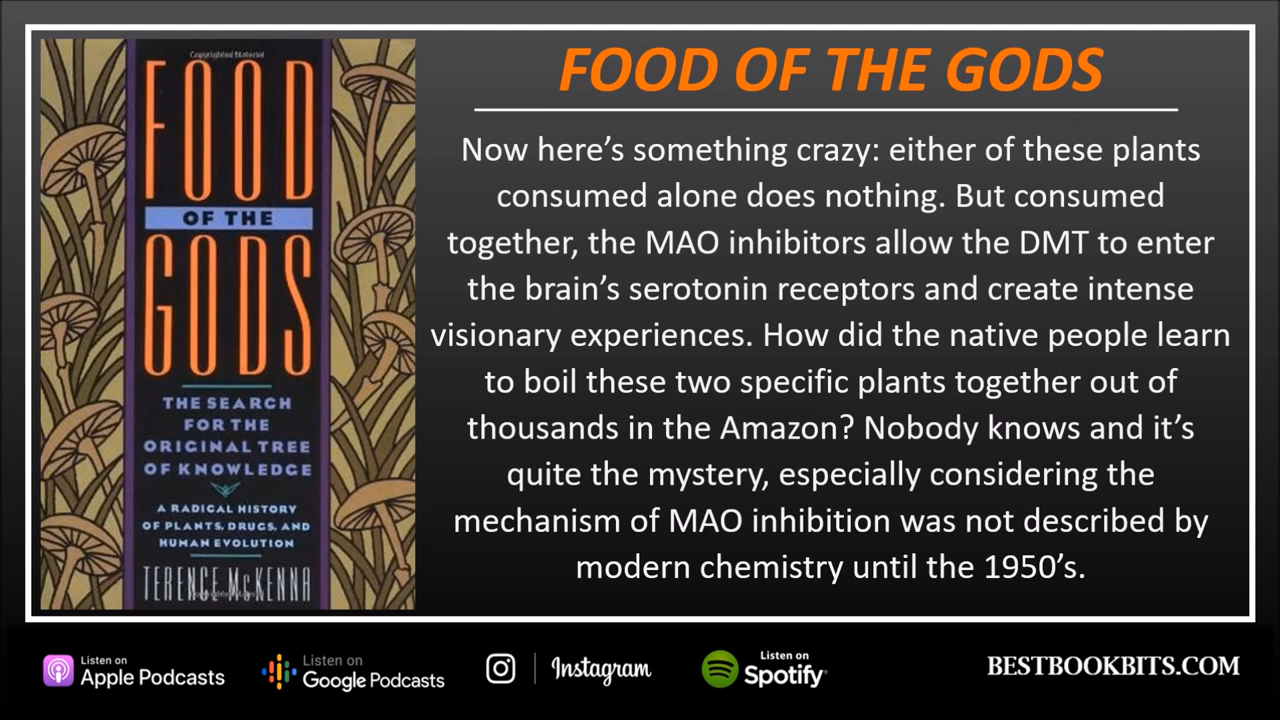 Copyrighted Material
FOOD
OF THE
GODS
THE SEARCH
FOR THE
ORIGINAL TREE
OF KNOWLEDGE
A RADICAL HISTORY
OF PLANTS, DRUGS, AND
HUMAN EVOLUTION
TERENCE McKENNA
FOOD OF THE GODS
Now here’s something crazy: either of these plants
consumed alone does nothing. But consumed
together, the MAO inhibitors allow the DMT to enter
the brain’s serotonin receptors and create intense
visionary experiences. How did the native people learn
to boil these two specific plants together out of
thousands in the Amazon? Nobody knows and it’s
quite the mystery, especially considering the
mechanism of MAO inhibition was not described by
modern chemistry until the 1950’s.
Listen on
Apple Podcasts
Listen on
Google Podcasts
Instagram
Listen on
Spotify
BESTBOOKBITS.COM